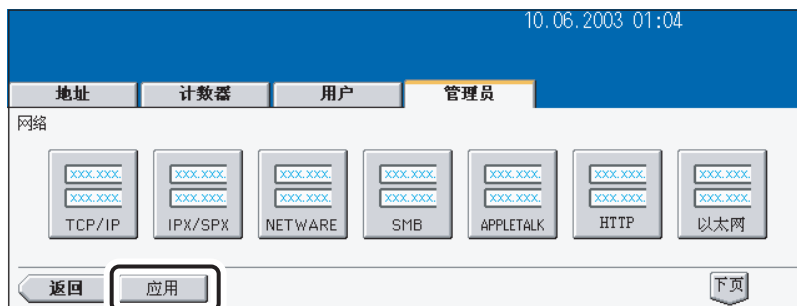 10.06.2003 01:04
地址 计数器 用户 管理员
网络
xxx.xxx. xxx.xxx. xxx.xxx. xxx.xxx. xxx.xxx. xxx.xxx. xxx.xxx.
xxx.xxx. xxx.xxx. xxx.xxx. xxx.xxx. xxx.xxx. xxx.xxx. xxx.xxx.
TCP/IP IPX/SPX NETWARE SMB APPLETALK HTTP 以太网
返回 应用 下页